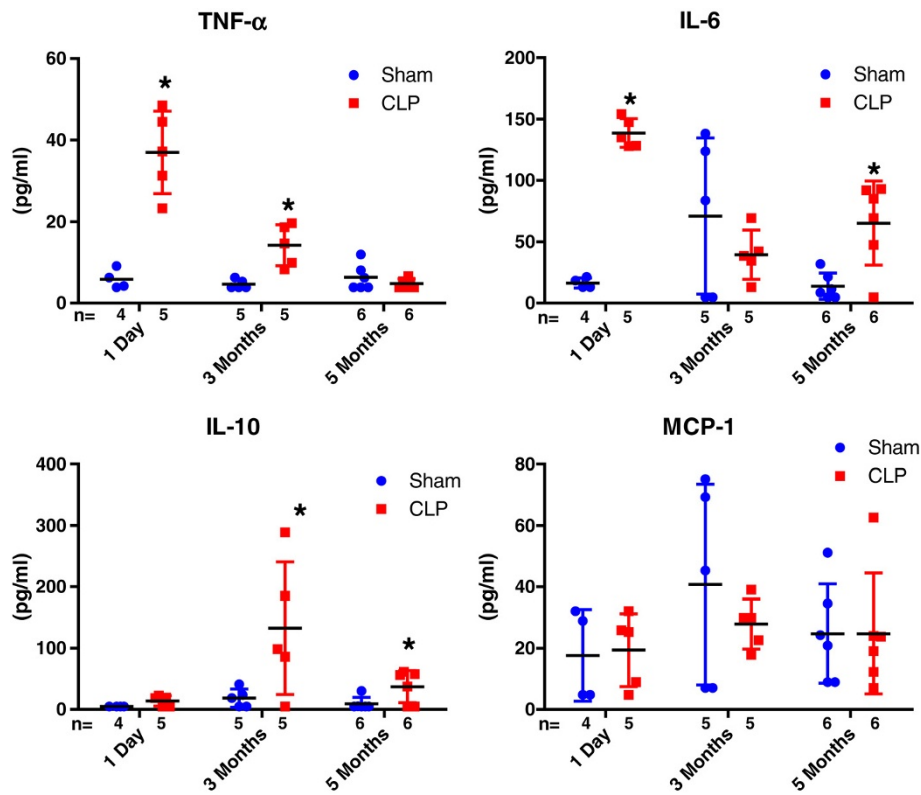 TNF-α
60
40
20
0
(pg/ml)
Sham
CLP
*
*
n= 4 5 5 5 6 6
1 Day
3 Months
5 Months
IL-6
200
150
100
50
0
(pg/ml)
Sham
CLP
*
*
n= 4 5 5 5 6 6
1 Day
3 Months
5 Months
IL-10
400
300
200
100
0
(pg/ml)
Sham
CLP
*
*
n= 4 5 5 5 6 6
1 Day
3 Months
5 Months
MCP-1
80
60
40
20
0
(pg/ml)
Sham
CLP
n= 4 5 5 5 6 6
1 Day
3 Months
5 Months